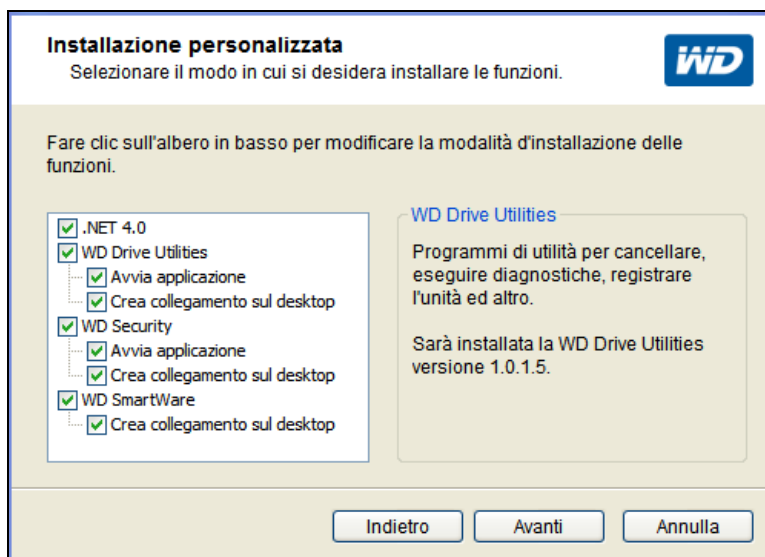 Installazione personalizzata
Selezionare il modo in cui si desidera installare le funzioni.
WD
Fare clic sull'albero in basso per modificare la modalità d'installazione delle
funzioni.
.NET 4.0
WD Drive Utilities
Avvia applicazione
Crea collegamento sul desktop
WD Security
Avvia applicazione
Crea collegamento sul desktop
WD SmartWare
Crea collegamento sul desktop
WD Drive Utilities
Programmi di utilità per cancellare,
eseguire diagnostiche, registrare
l'unità ed altro.
Sarà installata la WD Drive Utilities
versione 1.0.1.5.
Indietro
Avanti
Annulla